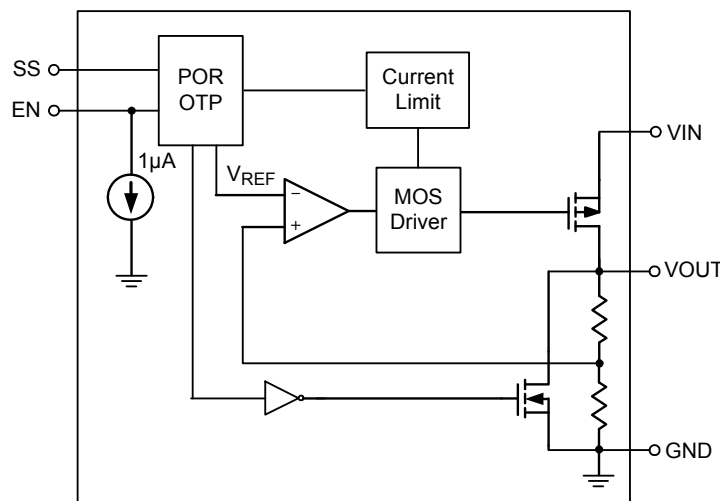 SS
POR
OTP
Current
Limit
EN
VIN
1µA
VREF
−
MOS
Driver
+
VOUT
GND